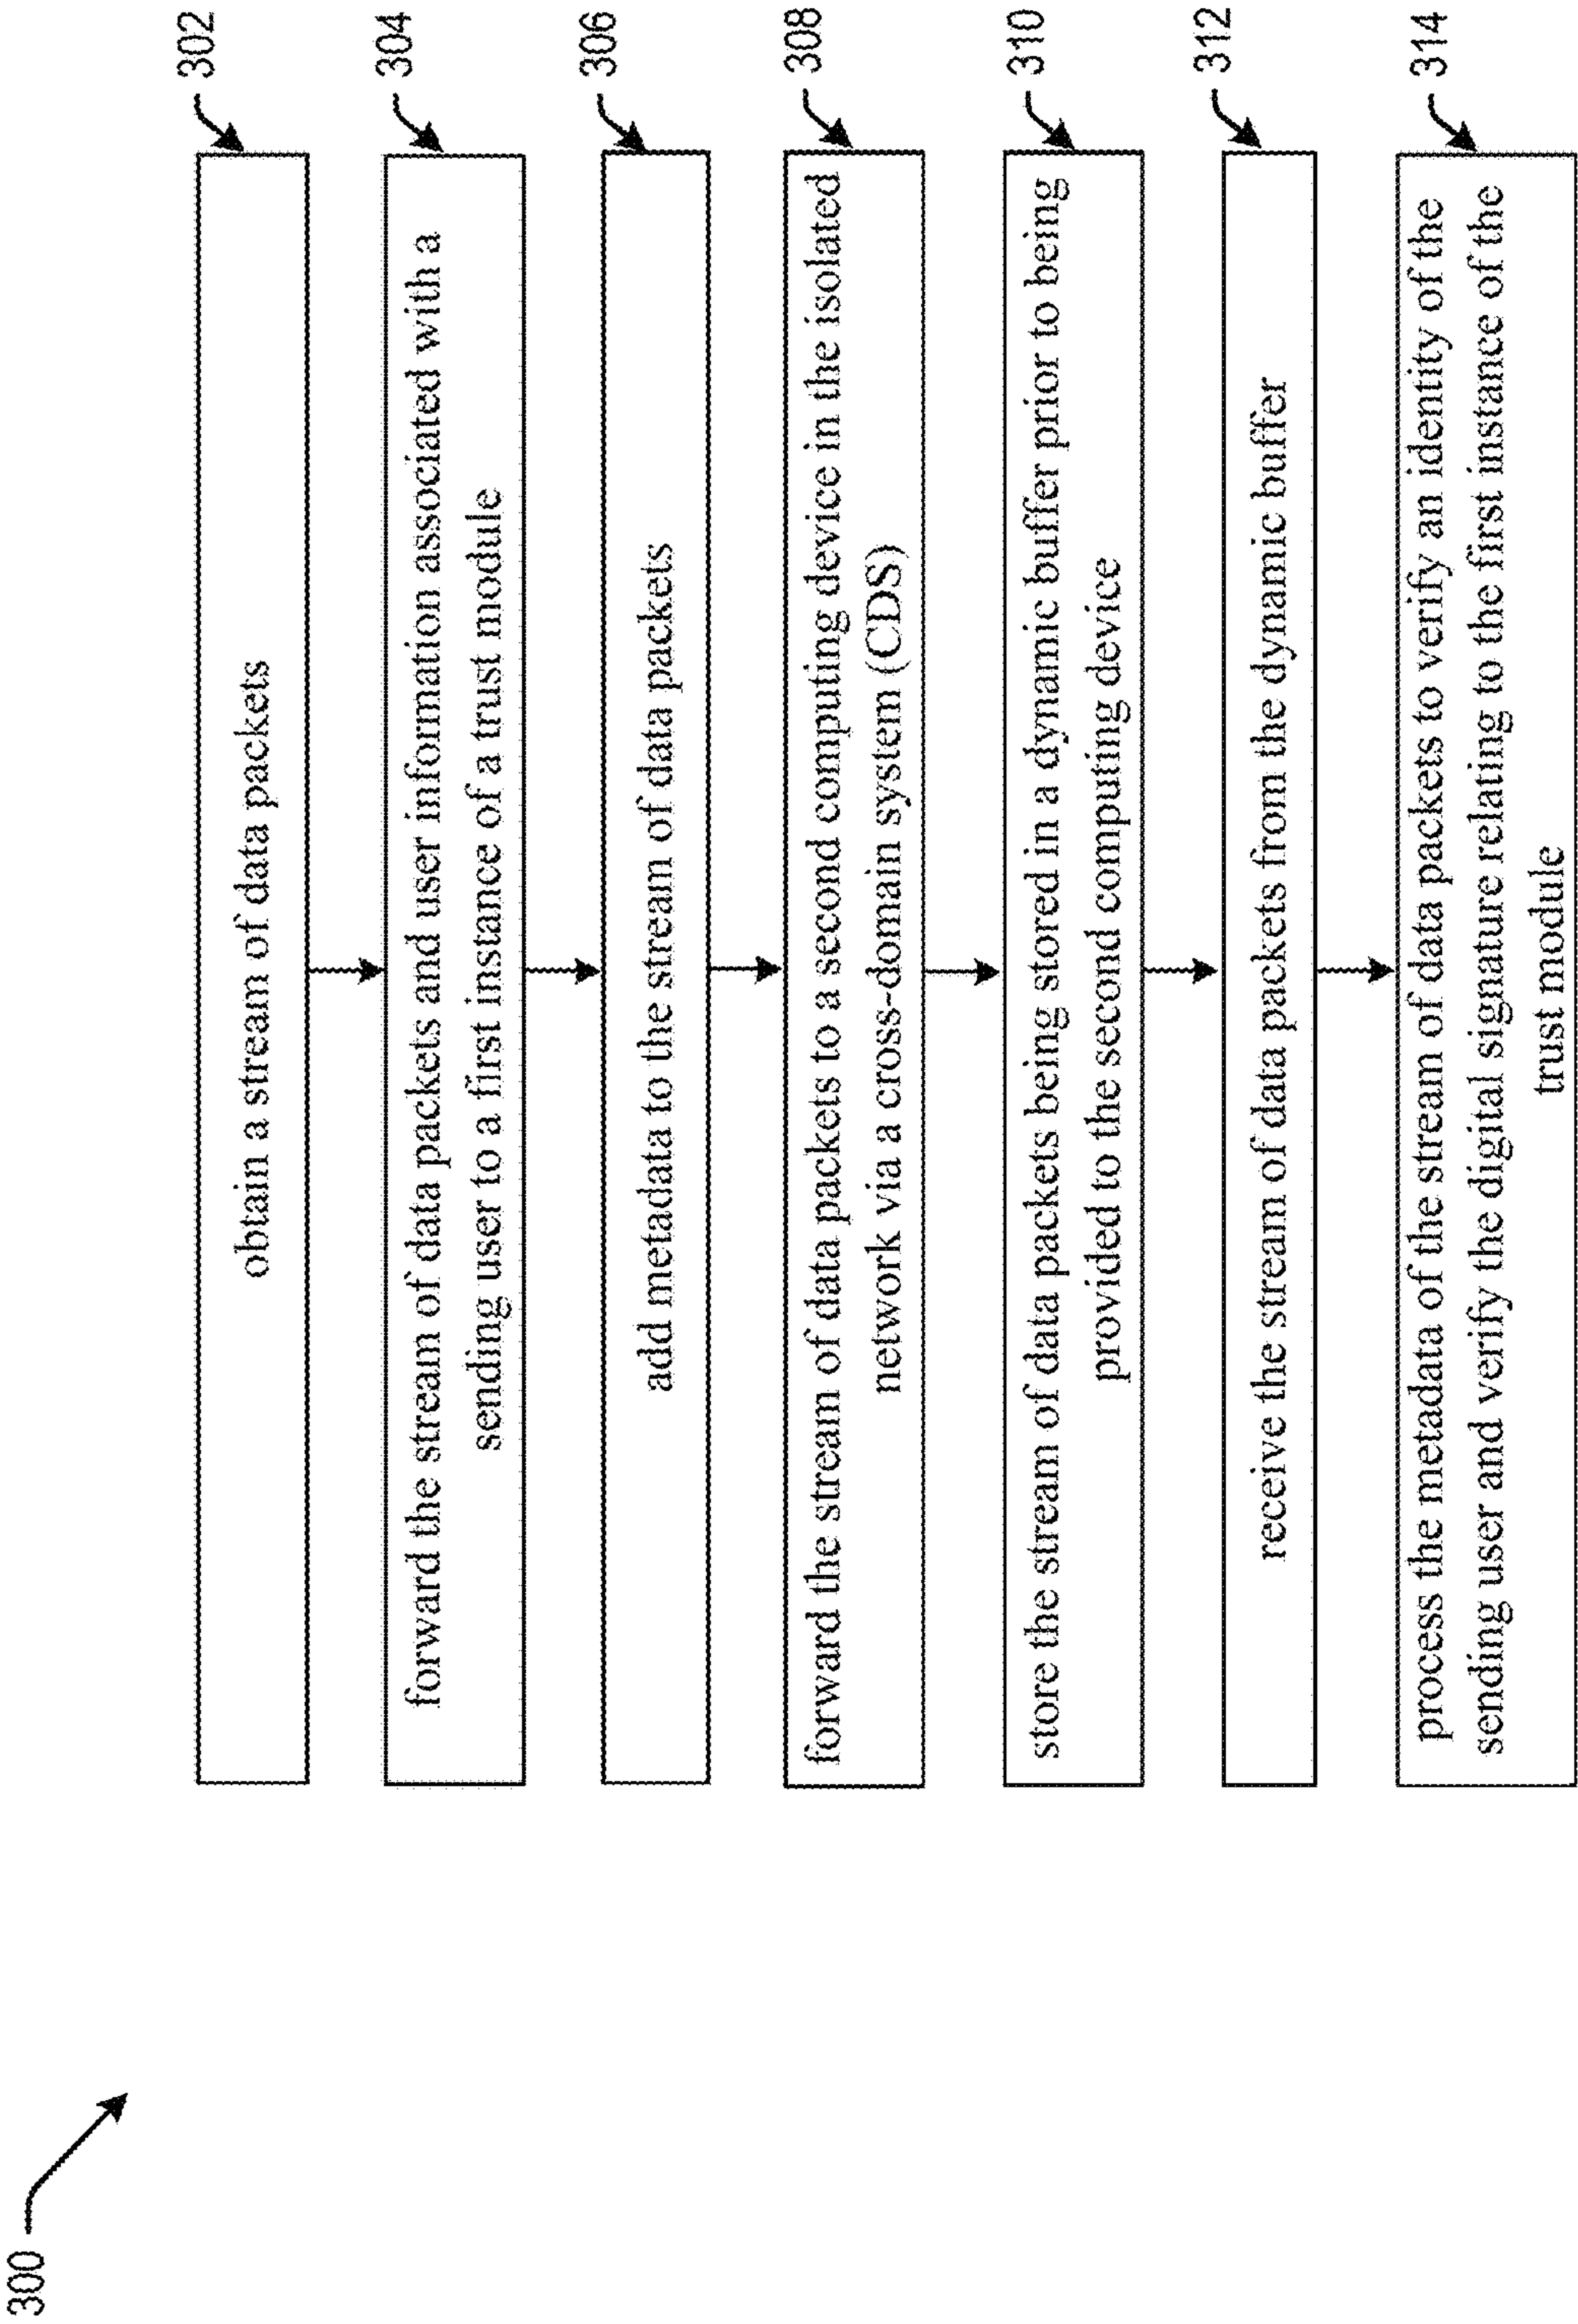 300
obtain a stream of data packets
302
forward the stream of data packets and user information associated with a
sending user to a first instance of a trust module
304
add metadata to the stream of data packets
306
forward the stream of data packets to a second computing device in the isolated
network via a cross-domain system (CDS)
308
store the stream of data packets being stored in a dynamic buffer prior to being
provided to the second computing device
310
receive the stream of data packets from the dynamic buffer
312
process the metadata of the stream of data packets to verify an identity of the
sending user and verify the digital signature relating to the first instance of the
trust module
314